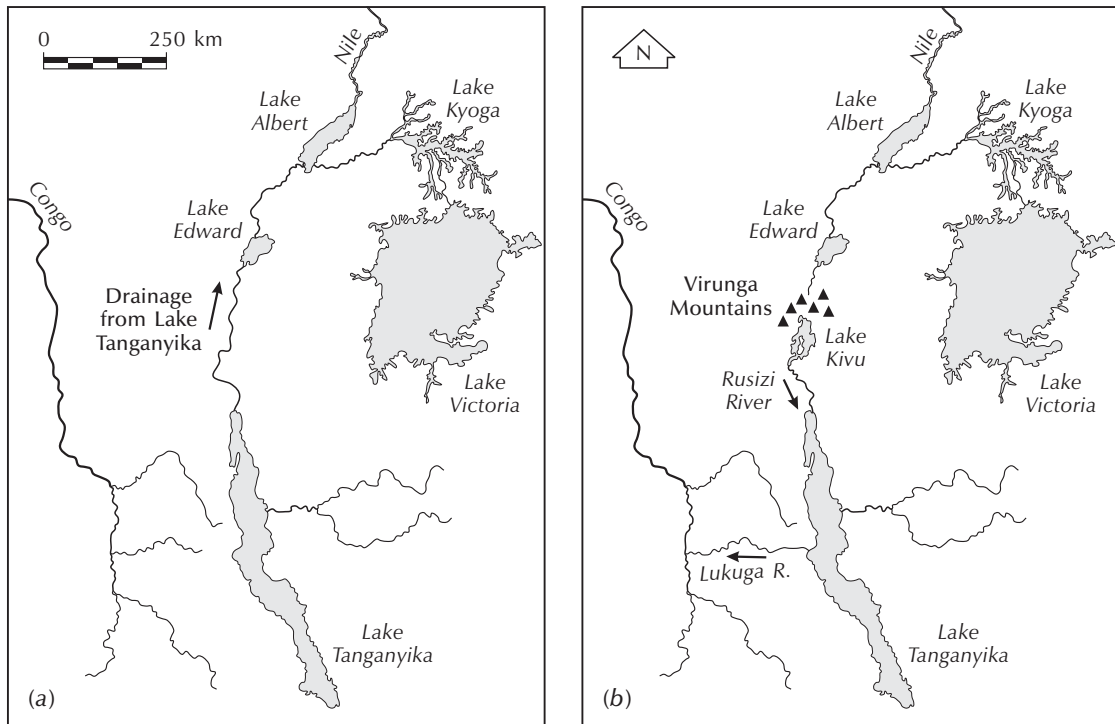 0 250 km
Nile
Lake
Albert
Lake
Kyoga
Congo
Lake
Edward
Drainage
from Lake
Tanganyika
Lake
Victoria
Lake
Tanganyika
(a)
N
Nile
Lake
Albert
Lake
Kyoga
Congo
Lake
Edward
Virunga
Mountains
Lake
Kivu
Rusizi
River
Lake
Victoria
Lukuga R.
Lake
Tanganyika
(b)